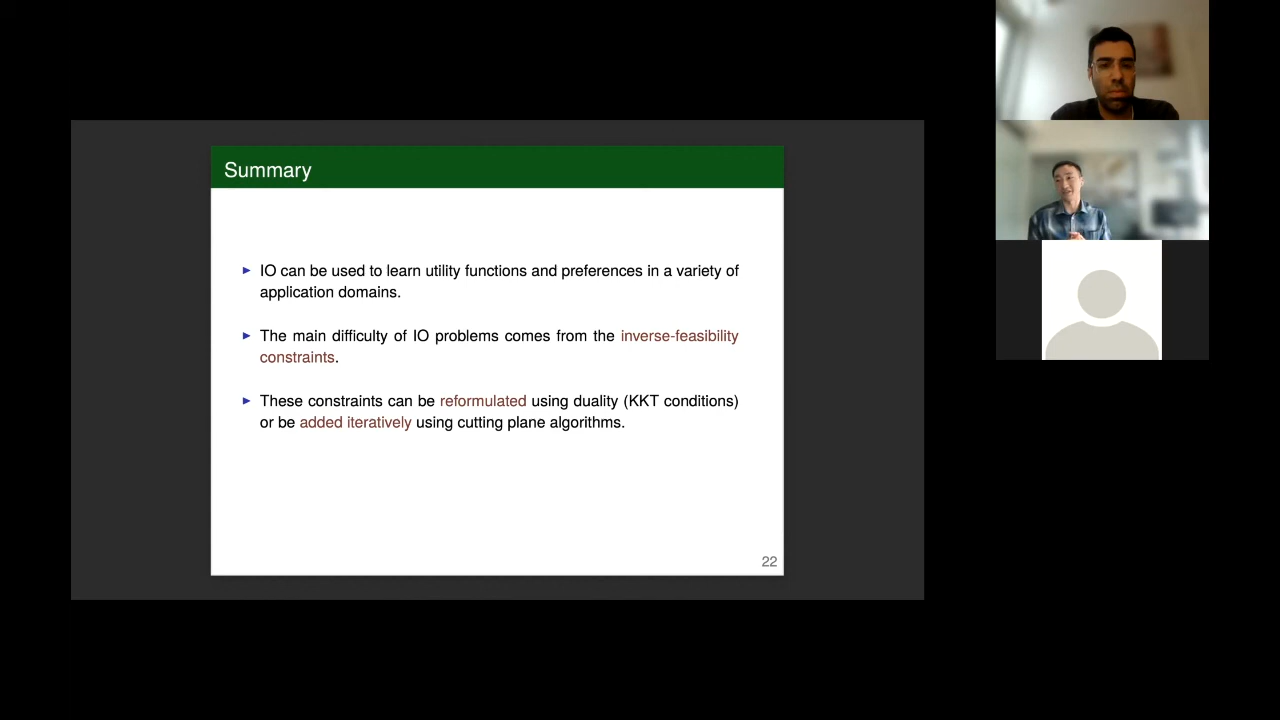 Summary
► IO can be used to learn utility functions and preferences in a variety of
application domains.
► The main difficulty of IO problems comes from the inverse-feasibility
constraints.
► These constraints can be reformulated using duality (KKT conditions)
or be added iteratively using cutting plane algorithms.
22